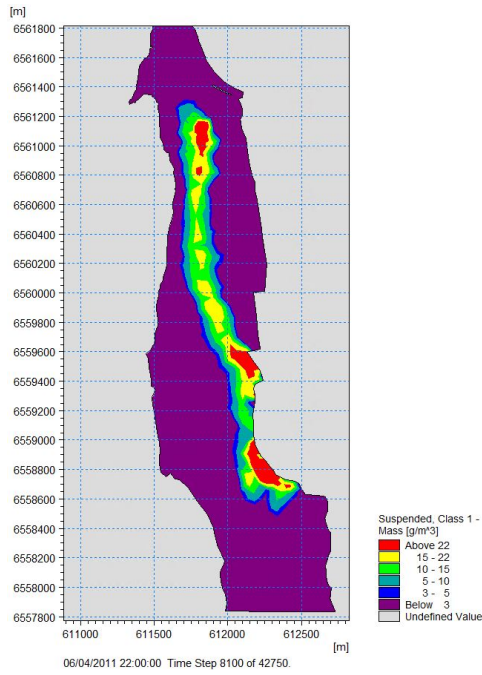 [m]
6561800
6561600
6561400
6561200
6561000
6560800
6560600
6560400
6560200
6560000
6559800
6559600
6559400
6559200
6559000
6558800
6558600
6558400
6558200
6558000
6557800
611000 611500 612000 612500
[m]
06/04/2011 22:00:00 Time Step 8100 of 42750.
Suspended, Class 1 -
Mass [g/m^3]
Above 22
15 - 22
10 - 15
5 - 10
3 - 5
Below 3
Undefined Value